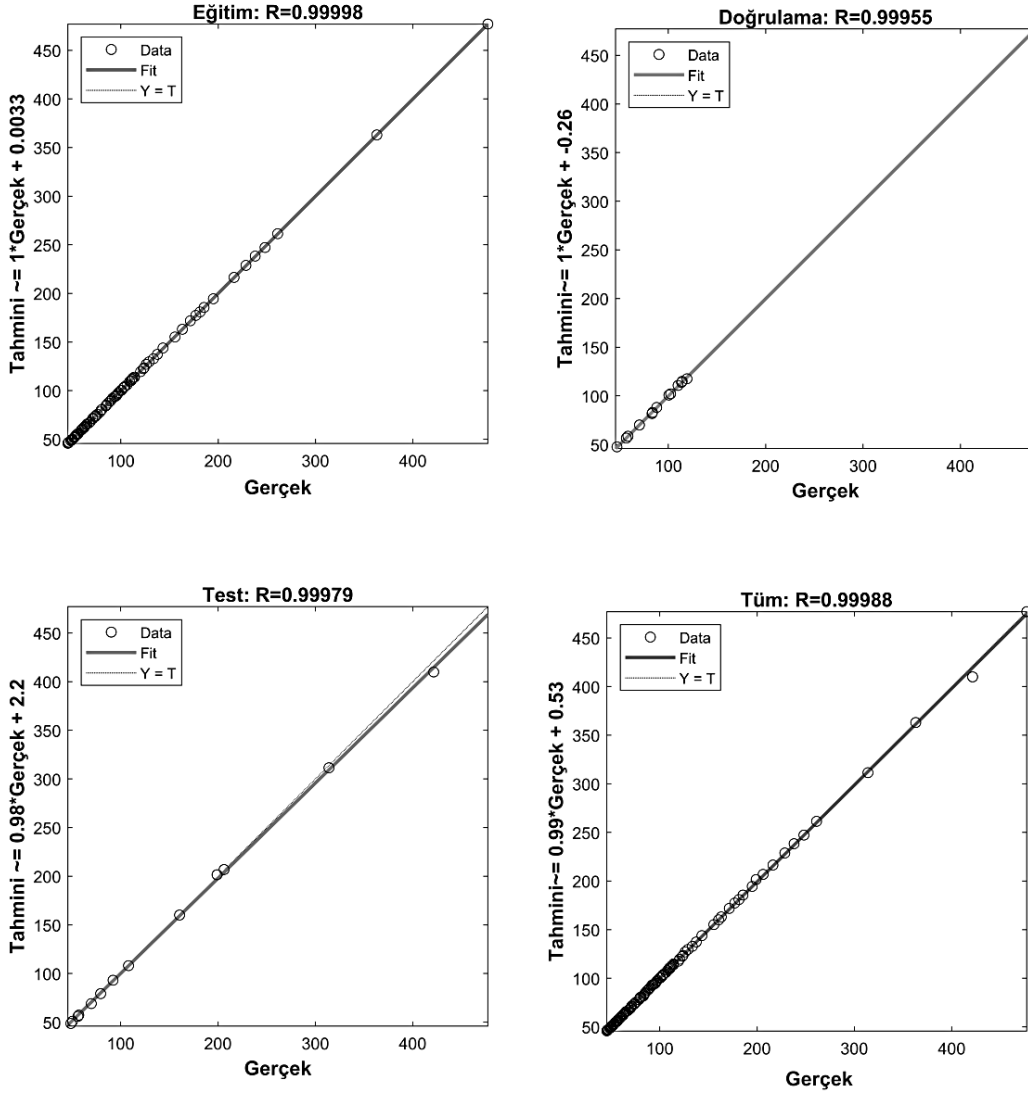 Eğitim: R=0.99998
Data
Fit
Y = T
Tahmini ~= 1*Gerçek + 0.0033
450
400
350
300
250
200
150
100
50
100 200 300 400
Gerçek
Doğrulama: R=0.99955
Data
Fit
Y = T
Tahmini~= 1*Gerçek + -0.26
450
400
350
300
250
200
150
100
50
100 200 300 400
Gerçek
Test: R=0.99979
Data
Fit
Y = T
Tahmini ~= 0.98*Gerçek + 2.2
450
400
350
300
250
200
150
100
50
100 200 300 400
Gerçek
Tüm: R=0.99988
Data
Fit
Y = T
Tahmini~= 0.99*Gerçek + 0.53
450
400
350
300
250
200
150
100
50
100 200 300 400
Gerçek